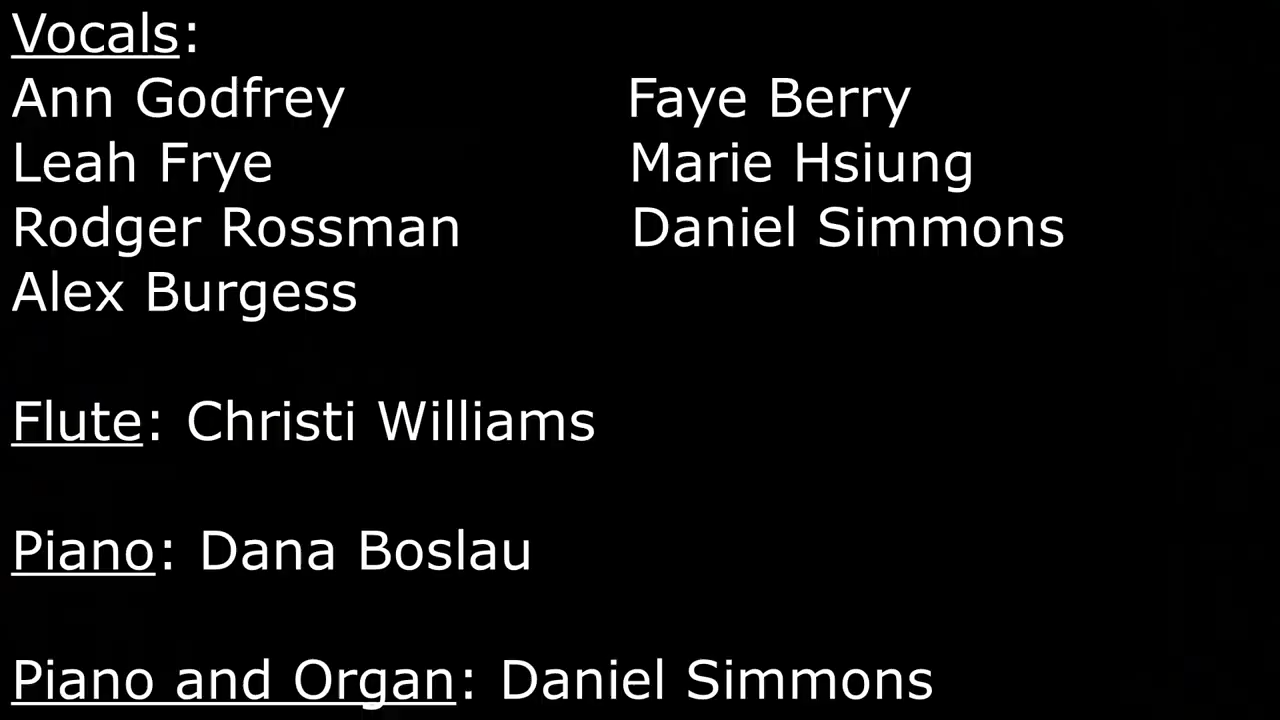 Vocals:
Ann Godfrey Faye Berry
Leah Frye Marie Hsiung
Rodger Rossman Daniel Simmons
Alex Burgess
Flute: Christi Williams
Piano: Dana Boslau
Piano and Organ: Daniel Simmons